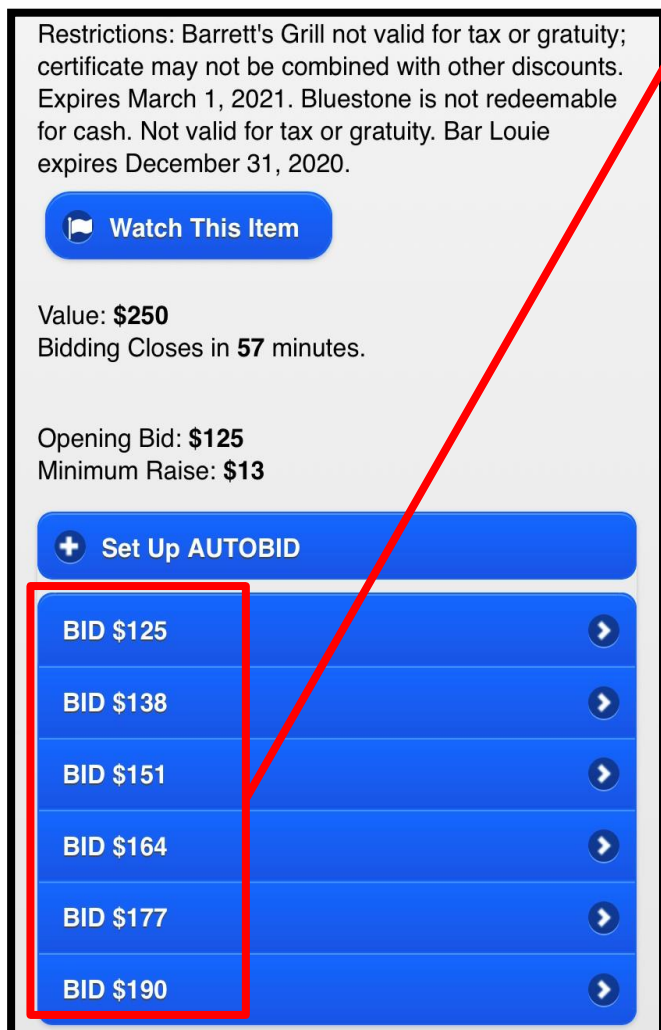 Restrictions: Barrett's Grill not valid for tax or gratuity;
certificate may not be combined with other discounts.
Expires March 1, 2021. Bluestone is not redeemable
for cash. Not valid for tax or gratuity. Bar Louie
expires December 31, 2020.
Watch This Item
Value: $250
Bidding Closes in 57 minutes.
Opening Bid: $125
Minimum Raise: $13
Set Up AUTOBID
BID $125
BID $138
BID $151
BID $164
BID $177
BID $190